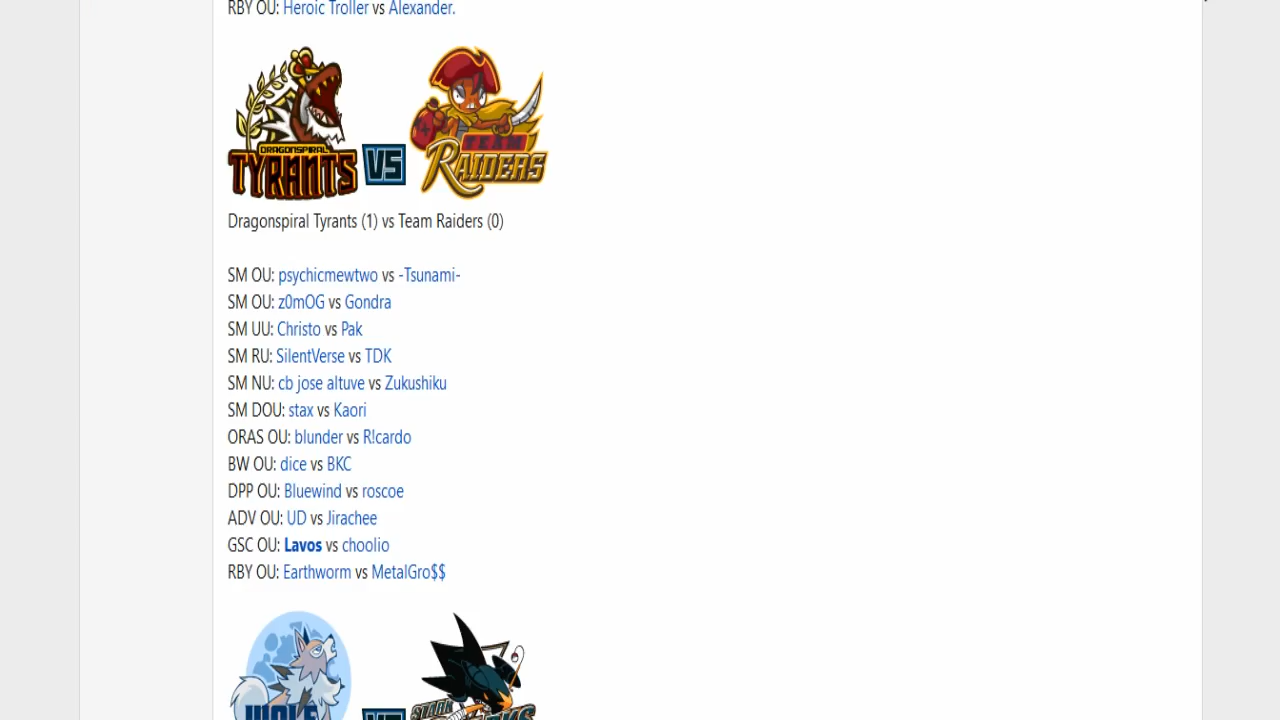 RBY OU: Heroic Troller vs Alexander.
DRAGONSPIRAL
TYRANTS
VS
TEAM
RAIDERS
Dragonspiral Tyrants (1) vs Team Raiders (0)
SM OU: psychicmewtwo vs -Tsunami-
SM OU: z0mOG vs Gondra
SM UU: Christo vs Pak
SM RU: SilentVerse vs TDK
SM NU: cb jose altuve vs Zukushiku
SM DOU: stax vs Kaori
ORAS OU: blunder vs R!cardo
BW OU: dice vs BKC
DPP OU: Bluewind vs roscoe
ADV OU: UD vs Jirachee
GSC OU: Lavos vs choolio
RBY OU: Earthworm vs MetalGro$$
WOLF
VS
STARK